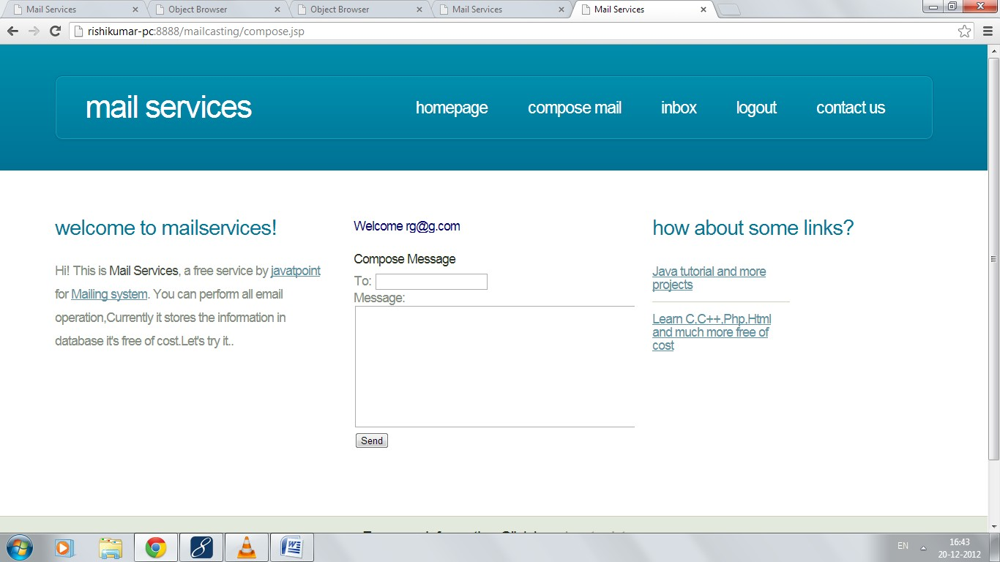 Mail Services
Object Browser
Object Browser
Mail Services
Mail Services
rishikumar-pc:8888/mailcasting/compose.jsp
mail services
homepage
compose mail
inbox
logout
contact us
welcome to mailservices!
Hi! This is Mail Services, a free service by javatpoint
for Mailing system. You can perform all email
operation,Currently it stores the information in
database it's free of cost.Let's try it..
Welcome rg@g.com
Compose Message
To:
Message:
Send
how about some links?
Java tutorial and more
projects
Learn C,C++,Php,Html
and much more free of
cost
EN
16:43
20-12-2012